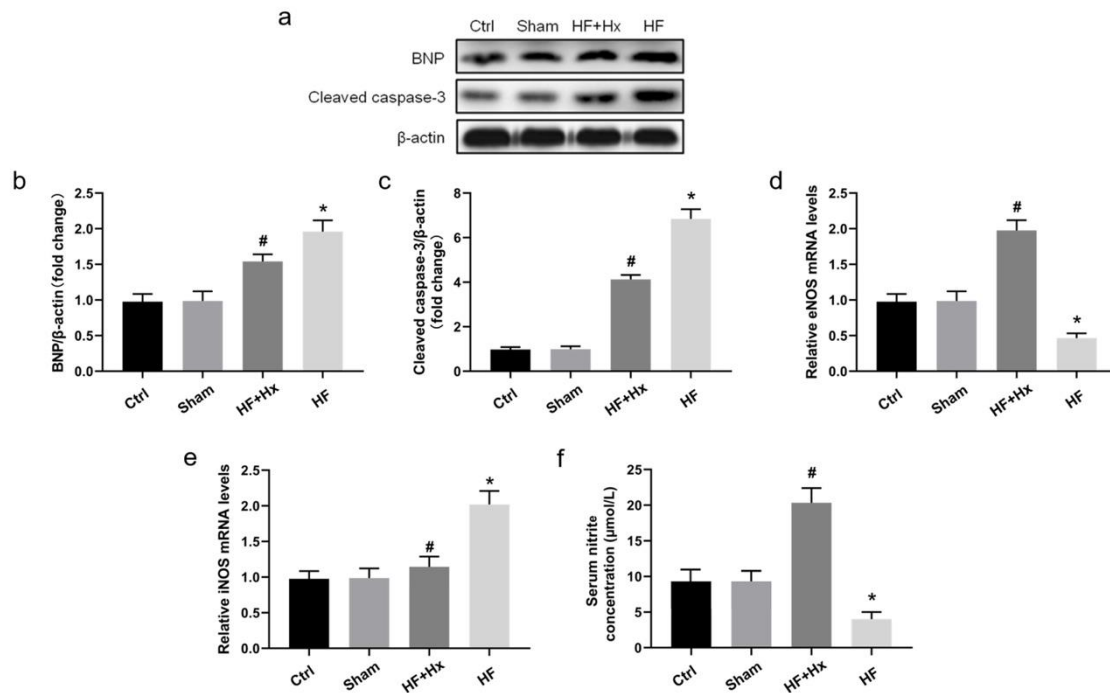 a
Ctrl Sham HF+Hx HF
BNP
Cleaved caspase-3
β-actin
b
BNP/β-actin(fold change)
2.5
2.0
1.5
1.0
0.5
0.0
#
*
Ctrl
Sham
HF+Hx
HF
c
Cleaved caspase-3/β-actin
(fold change)
8
6
4
2
0
#
*
Ctrl
Sham
HF+Hx
HF
d
Relative eNOS mRNA levels
2.5
2.0
1.5
1.0
0.5
0.0
#
*
Ctrl
Sham
HF+Hx
HF
e
Relative iNOS mRNA levels
2.5
2.0
1.5
1.0
0.5
0.0
#
*
Ctrl
Sham
HF+Hx
HF
f
Serum nitrite
concentration (μmol/L)
25
20
15
10
5
0
#
*
Ctrl
Sham
HF+Hx
HF